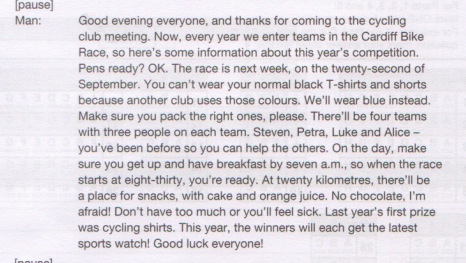 [pause]
Man: Good evening everyone, and thanks for coming to the cycling
club meeting. Now, every year we enter teams in the Cardiff Bike
Race, so here's some information about this year's competition.
Pens ready? OK. The race is next week, on the twenty-second of
September. You can't wear your normal black T-shirts and shorts
because another club uses those colours. We'll wear blue instead.
Make sure you pack the right ones, please. There'll be four teams
with three people on each team. Steven, Petra, Luke and Alice –
you've been before so you can help the others. On the day, make
sure you get up and have breakfast by seven a.m., so when the race
starts at eight-thirty, you're ready. At twenty kilometres, there'll be
a place for snacks, with cake and orange juice. No chocolate, I'm
afraid! Don't have too much or you'll feel sick. Last year's first prize
was cycling shirts. This year, the winners will each get the latest
sports watch! Good luck everyone!
[pause]